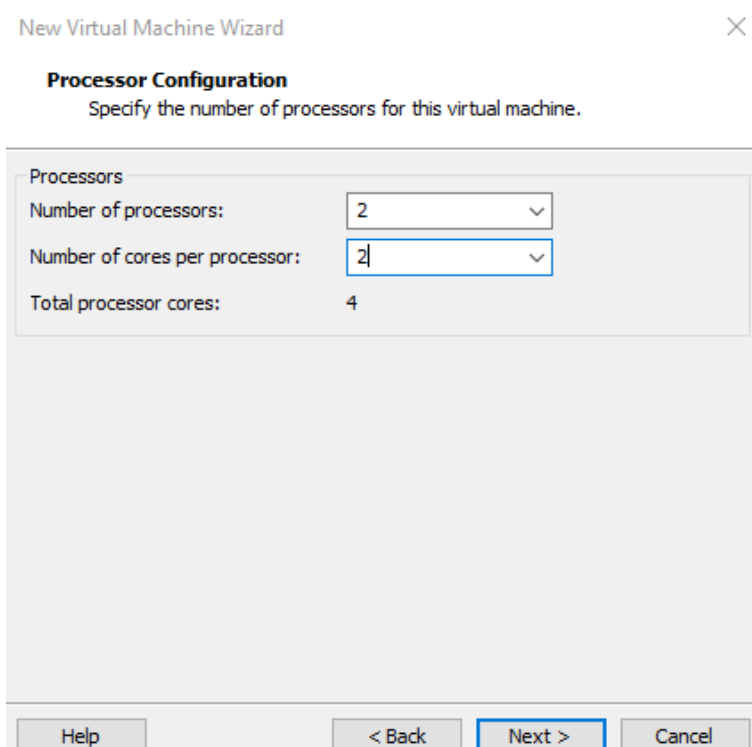 New Virtual Machine Wizard
Processor Configuration
Specify the number of processors for this virtual machine.
Processors
Number of processors: 2
Number of cores per processor: 2
Total processor cores: 4
Help < Back Next > Cancel